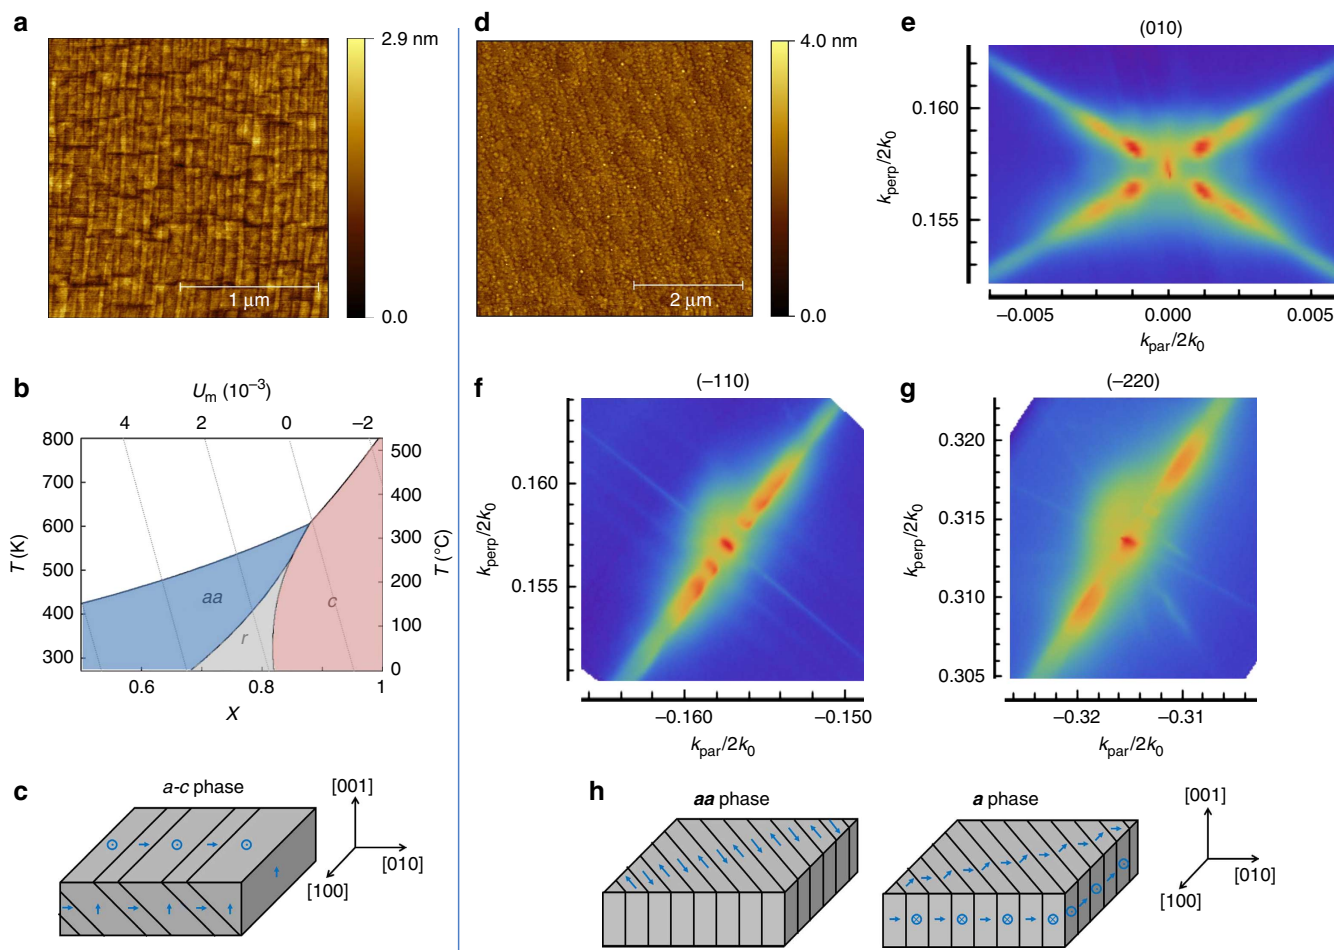 a
2.9 nm
1 μm
0.0
d
4.0 nm
2 μm
0.0
e
(010)
0.160
0.155
k_perp/2k_0
–0.005
0.000
0.005
k_par/2k_0
b
U_m (10^–3)
4
2
0
–2
800
700
600
500
400
300
T (K)
500
400
300
200
100
0
T (°C)
aa
r
c
0.6
0.8
1
X
f
(–110)
0.160
0.155
k_perp/2k_0
–0.160
–0.150
k_par/2k_0
g
(–220)
0.320
0.315
0.310
0.305
k_perp/2k_0
–0.32
–0.31
k_par/2k_0
c
a-c phase
[001]
[010]
[100]
h
aa phase
a phase
[001]
[010]
[100]